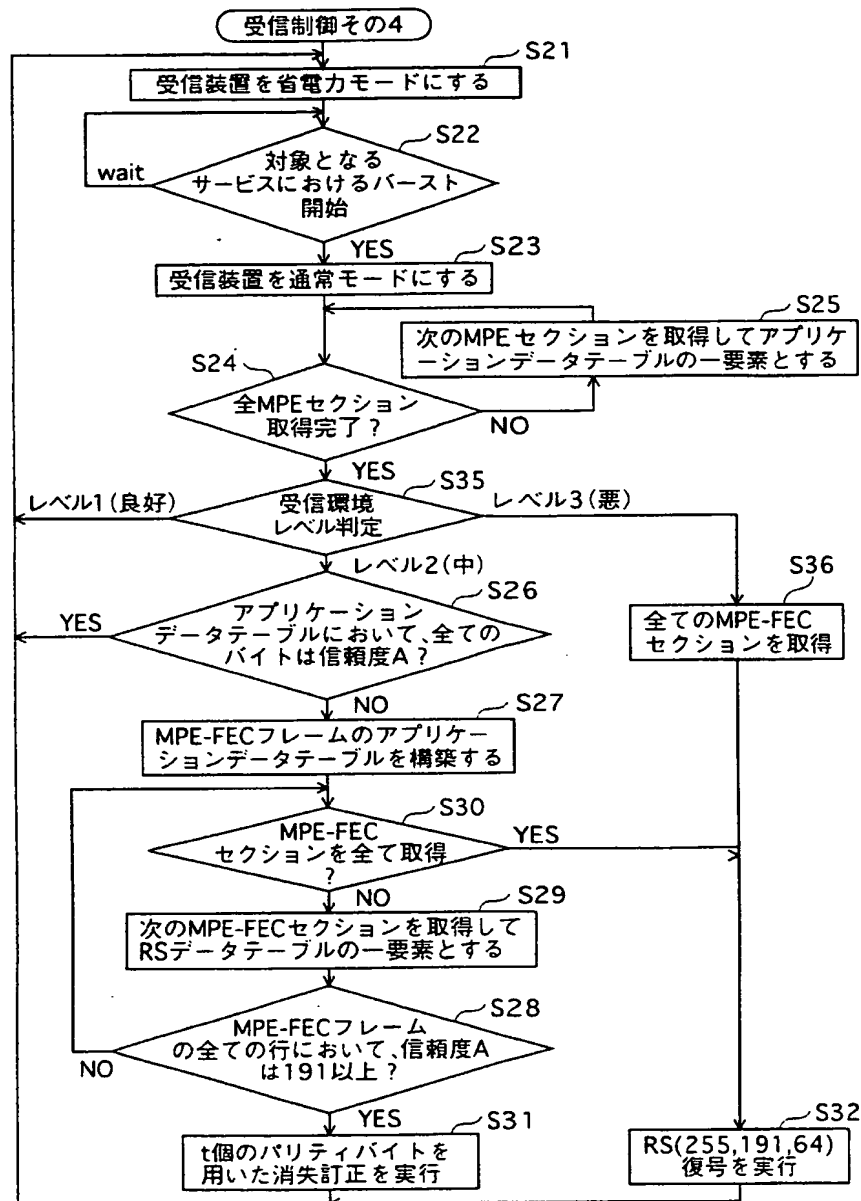 受信制御その4
S21
受信装置を省電力モードにする
S22
wait
対象となる
サービスにおけるバースト
開始
YES
S23
受信装置を通常モードにする
S25
次のMPEセクションを取得してアプリケ
ーションデータテーブルの一要素とする
S24
全MPEセクション
取得完了?
NO
YES
S35
レベル1(良好)
受信環境
レベル判定
レベル3(悪)
レベル2(中)
S26
S36
YES
アプリケーション
データテーブルにおいて、全ての
バイトは信頼度A?
全てのMPE-FEC
セクションを取得
NO
S27
MPE-FECフレームのアプリケー
ションデータテーブルを構築する
S30
MPE-FEC
セクションを全て取得
?
YES
NO
S29
次のMPE-FECセクションを取得して
RSデータテーブルの一要素とする
S28
MPE-FECフレーム
の全ての行において、信頼度A
は191以上?
NO
YES
S31
t個のパリティバイトを
用いた消失訂正を実行
S32
RS(255,191,64)
復号を実行